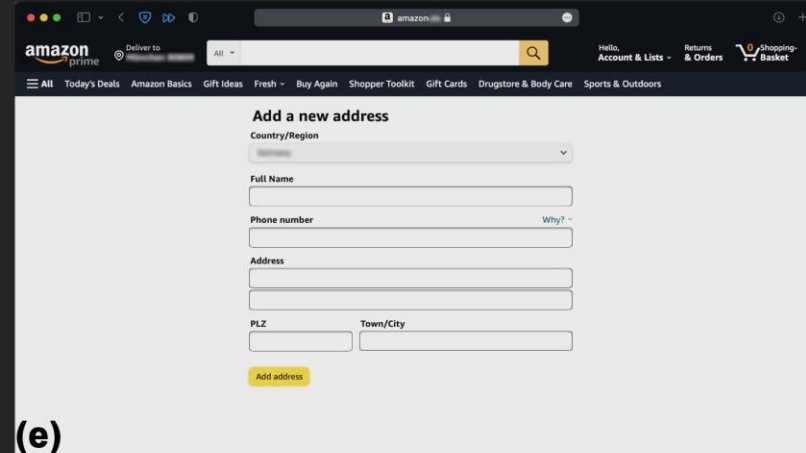 amazon
amazon
prime
Deliver to
All
Hello,
Account & Lists
Returns
& Orders
0
Shopping-
Basket
All
Today's Deals
Amazon Basics
Gift Ideas
Fresh
Buy Again
Shopper Toolkit
Gift Cards
Drugstore & Body Care
Sports & Outdoors
Add a new address
Country/Region
Full Name
Phone number
Why?
Address
PLZ
Town/City
Add address
(e)